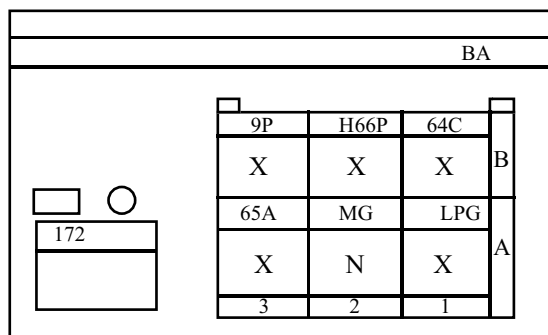 BA
9P H66P 64C
X X X B
65A MG LPG
172
X N X A
3 2 1